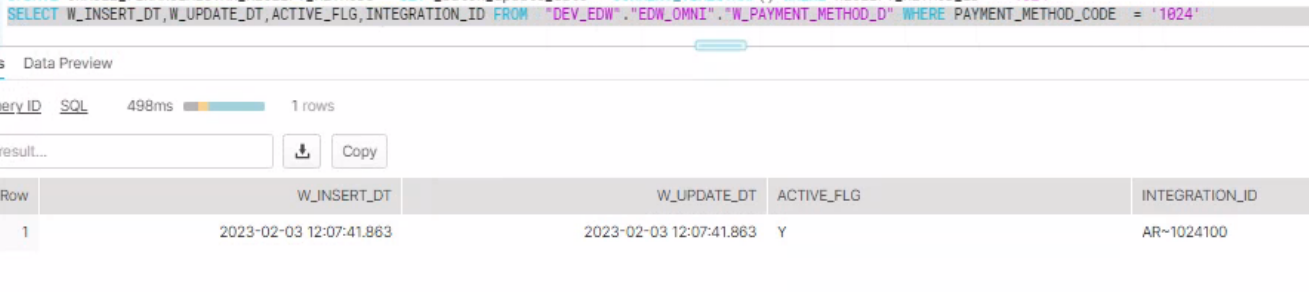 SELECT W_INSERT_DT,W_UPDATE_DT,ACTIVE_FLG,INTEGRATION_ID FROM "DEV_EDW"."EDW_OMNI"."W_PAYMENT_METHOD_D" WHERE PAYMENT_METHOD_CODE = '1024'
s Data Preview
ery ID SQL 498ms 1 rows
result... Copy
Row W_INSERT_DT W_UPDATE_DT ACTIVE_FLG INTEGRATION_ID
1 2023-02-03 12:07:41.863 2023-02-03 12:07:41.863 Y AR~1024100